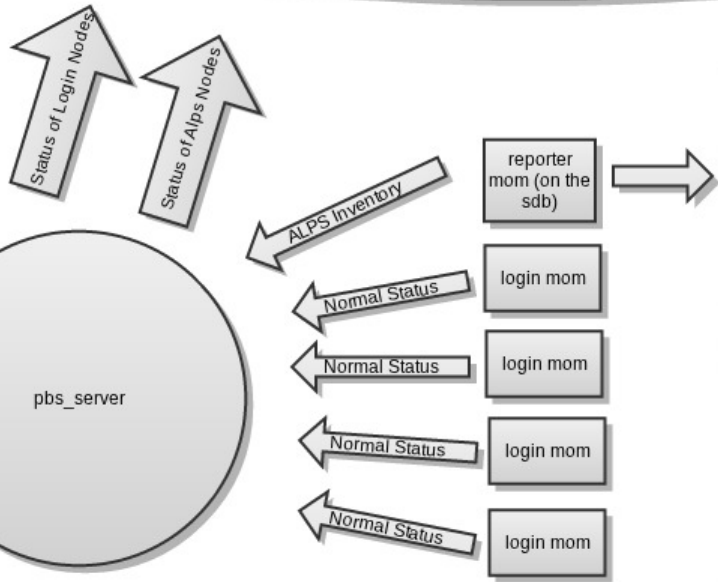 Status of Login Nodes
Status of Alps Nodes
ALPS Inventory
reporter
mom (on the
sdb)
Normal Status
login mom
Normal Status
login mom
pbs_server
Normal Status
login mom
Normal Status
login mom